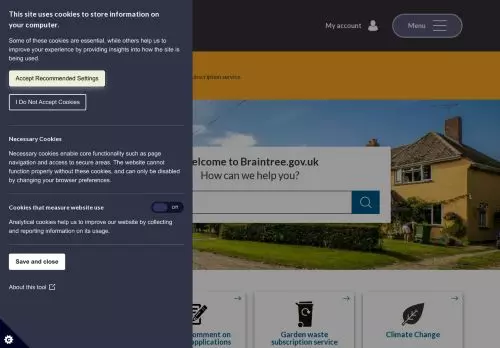 This site uses cookies to store information on
your computer.
Some of these cookies are essential, while others help us to
improve your experience by providing insights into how the site is
being used.
Accept Recommended Settings
I Do Not Accept Cookies
Necessary Cookies
Necessary cookies enable core functionality such as page
navigation and access to secure areas. The website cannot
function properly without these cookies, and can only be disabled
by changing your browser preferences.
Cookies that measure website use
Off
Analytical cookies help us to improve our website by collecting
and reporting information on its usage.
Save and close
About this tool
My account
Menu
subscription service
elcome to Braintree.gov.uk
How can we help you?
omment on
applications
Garden waste
subscription service
Climate Change